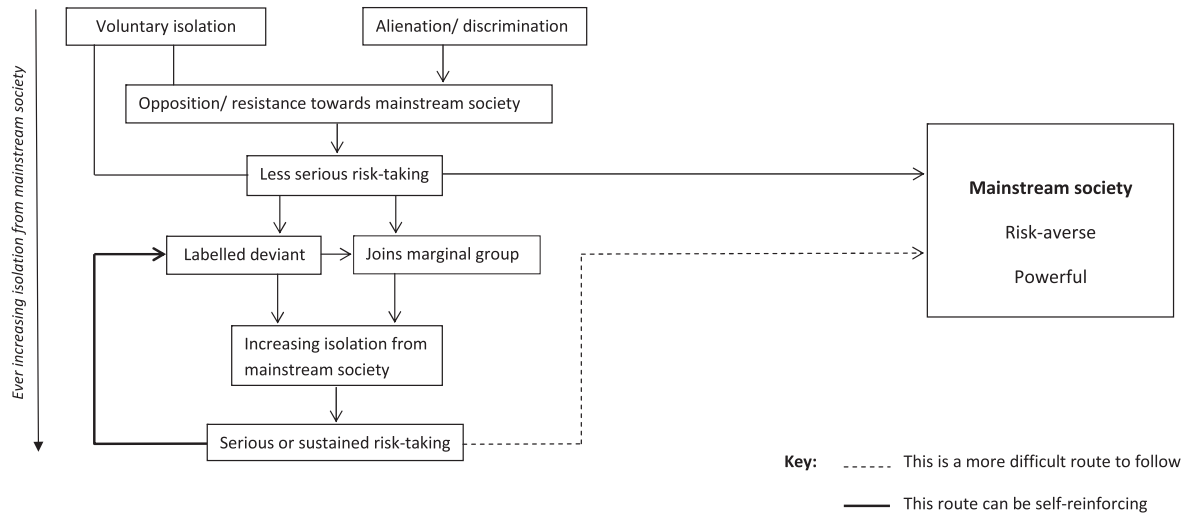 Voluntary isolation
Alienation/ discrimination
Opposition/ resistance towards mainstream society
Less serious risk-taking
Labelled deviant
Joins marginal group
Increasing isolation from
mainstream society
Serious or sustained risk-taking
Ever increasing isolation from mainstream society
Mainstream society
Risk-averse
Powerful
Key:
This is a more difficult route to follow
This route can be self-reinforcing